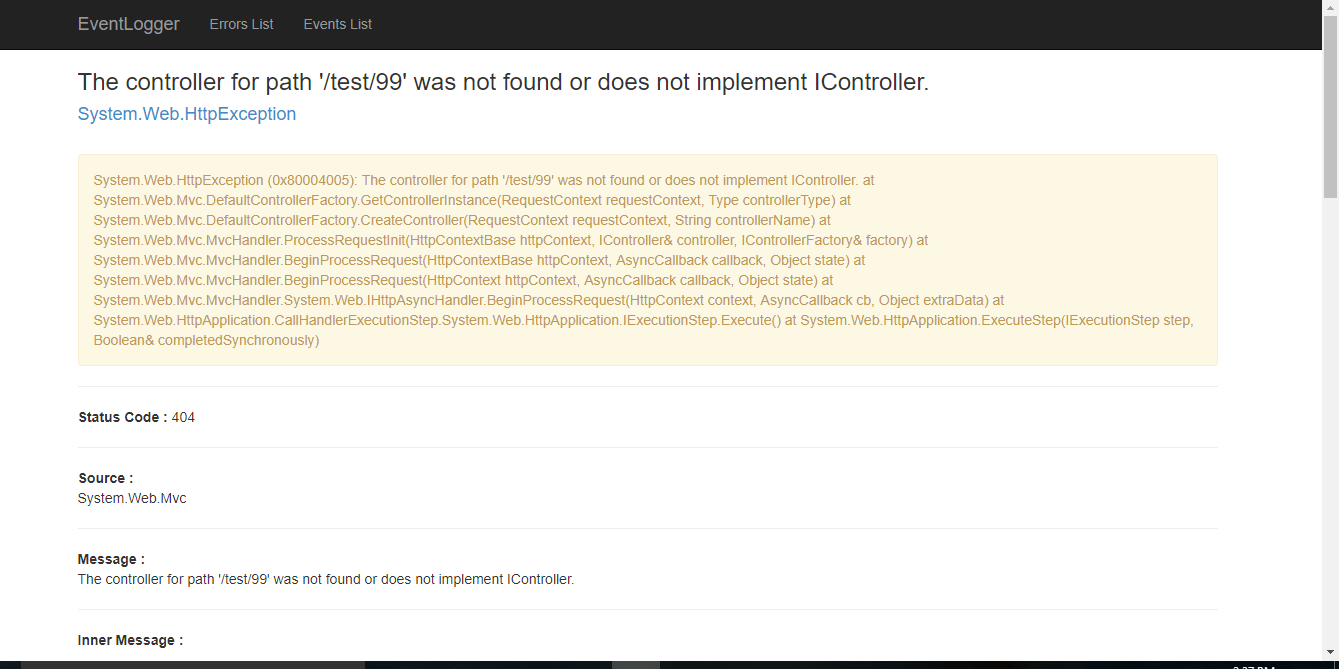 EventLogger Errors List Events List
The controller for path '/test/99' was not found or does not implement IController.
System.Web.HttpException
System.Web.HttpException (0x80004005): The controller for path '/test/99' was not found or does not implement IController. at
System.Web.Mvc.DefaultControllerFactory.GetControllerInstance(RequestContext requestContext, Type controllerType) at
System.Web.Mvc.DefaultControllerFactory.CreateController(RequestContext requestContext, String controllerName) at
System.Web.Mvc.MvcHandler.ProcessRequestInit(HttpContextBase httpContext, IController& controller, IControllerFactory& factory) at
System.Web.Mvc.MvcHandler.BeginProcessRequest(HttpContextBase httpContext, AsyncCallback callback, Object state) at
System.Web.Mvc.MvcHandler.BeginProcessRequest(HttpContext httpContext, AsyncCallback callback, Object state) at
System.Web.Mvc.MvcHandler.System.Web.IHttpAsyncHandler.BeginProcessRequest(HttpContext context, AsyncCallback cb, Object extraData) at
System.Web.HttpApplication.CallHandlerExecutionStep.System.Web.HttpApplication.IExecutionStep.Execute() at System.Web.HttpApplication.ExecuteStep(IExecutionStep step,
Boolean& completedSynchronously)
Status Code : 404
Source :
System.Web.Mvc
Message :
The controller for path '/test/99' was not found or does not implement IController.
Inner Message :